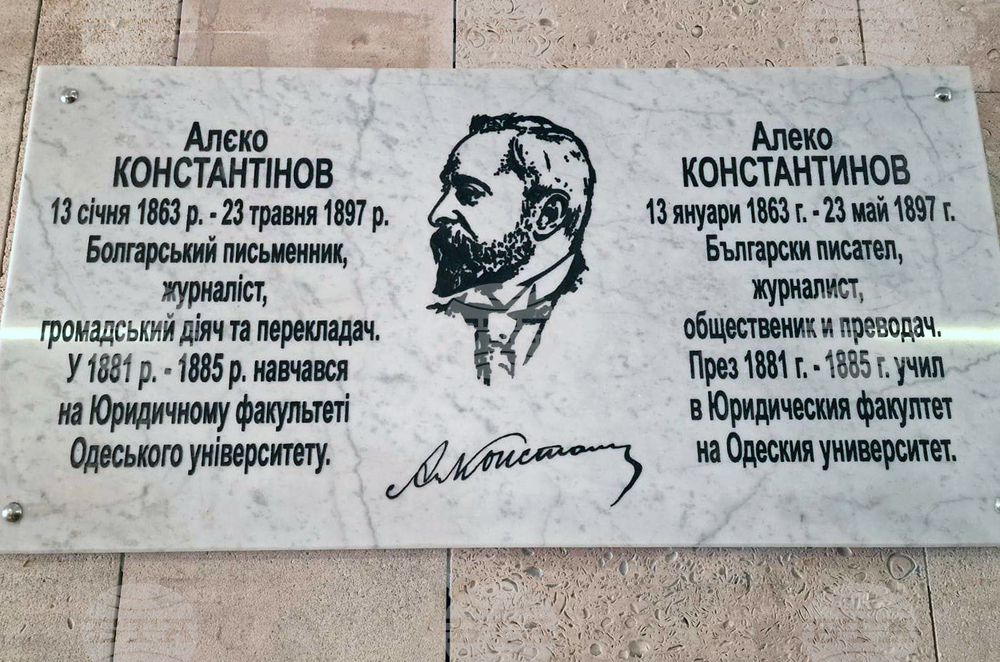 Алєко
КОНСТАНТІНОВ
13 січня 1863 р. - 23 травня 1897 р.
Болгарський письменник,
журналіст,
громадський діяч та перекладач.
У 1881 р. - 1885 р. навчався
на Юридичному факультеті
Одеського університету.
Ал. Констан
Алеко
КОНСТАНТИНОВ
13 януари 1863 г. - 23 май 1897 г.
Български писател,
журналист,
общественик и преводач.
През 1881 г. - 1885 г. учил
в Юридическия факултет
на Одеския университет.